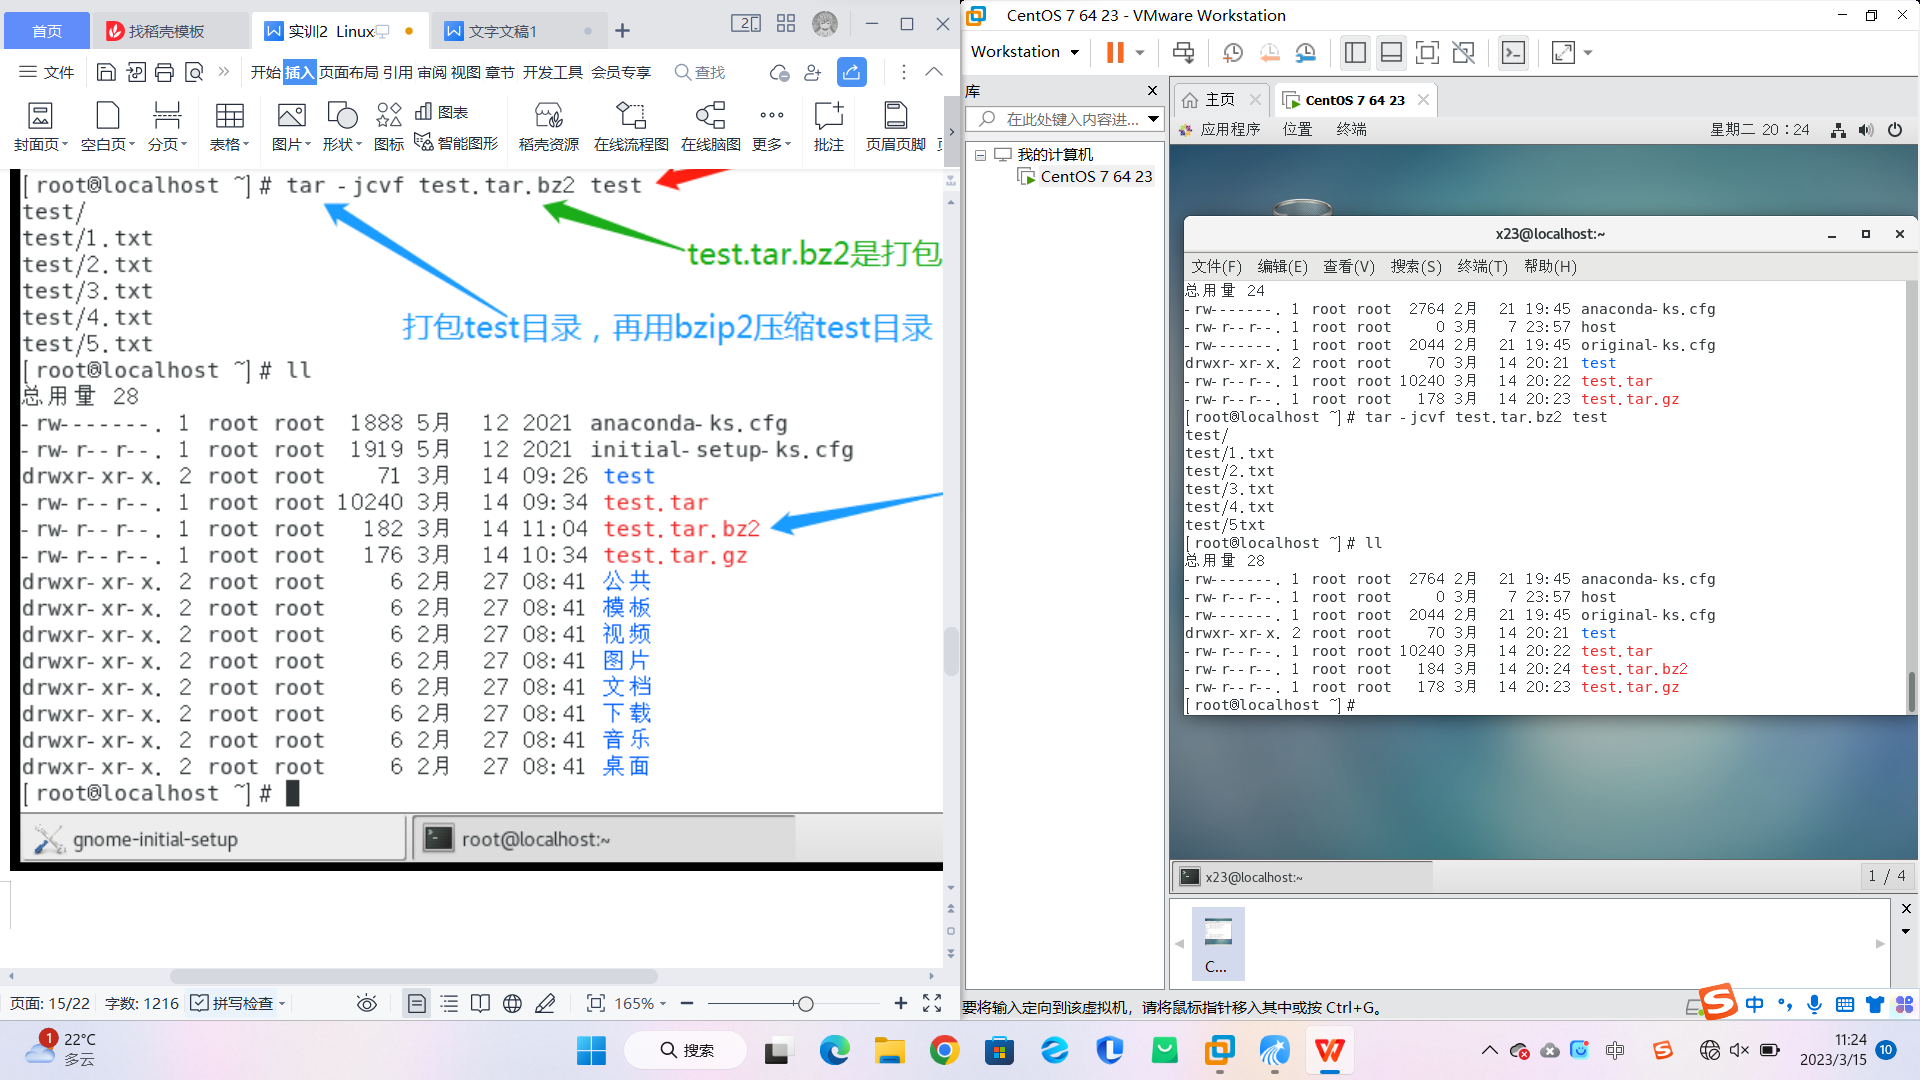 首页
找稻壳模板
实训2  Linux
文字文稿1
文件
开始 插入 页面布局 引用 审阅 视图 章节 开发工具 会员专享
查找
封面页 空白页 分页 表格 图片 形状 图标
图表
智能图形
稻壳资源 在线流程图 在线脑图 更多 批注 页眉页脚
[root@localhost ~]# tar -jcvf test.tar.bz2 test
test/
test/1.txt
test/2.txt
test/3.txt
test/4.txt
test/5.txt
test.tar.bz2是打包
打包test目录，再用bzip2压缩test目录
[root@localhost ~]# ll
总用量 28
-rw-------. 1 root root  1888 5月  12 2021 anaconda-ks.cfg
-rw-r--r--. 1 root root  1919 5月  12 2021 initial-setup-ks.cfg
drwxr-xr-x. 2 root root    71 3月  14 09:26 test
-rw-r--r--. 1 root root 10240 3月  14 09:34 test.tar
-rw-r--r--. 1 root root   182 3月  14 11:04 test.tar.bz2
-rw-r--r--. 1 root root   176 3月  14 10:34 test.tar.gz
drwxr-xr-x. 2 root root     6 2月  27 08:41 公共
drwxr-xr-x. 2 root root     6 2月  27 08:41 模板
drwxr-xr-x. 2 root root     6 2月  27 08:41 视频
drwxr-xr-x. 2 root root     6 2月  27 08:41 图片
drwxr-xr-x. 2 root root     6 2月  27 08:41 文档
drwxr-xr-x. 2 root root     6 2月  27 08:41 下载
drwxr-xr-x. 2 root root     6 2月  27 08:41 音乐
drwxr-xr-x. 2 root root     6 2月  27 08:41 桌面
[root@localhost ~]#
gnome-initial-setup
root@localhost:~
页面: 15/22 字数: 1216 拼写检查 165%
CentOS 7 64 23 - VMware Workstation
Workstation
库
在此处键入内容进...
我的计算机
CentOS 7 64 23
主页
CentOS 7 64 23
应用程序 位置 终端
星期二 20：24
x23@localhost:~
文件(F) 编辑(E) 查看(V) 搜索(S) 终端(T) 帮助(H)
总用量 24
-rw-------. 1 root root  2764 2月  21 19:45 anaconda-ks.cfg
-rw-r--r--. 1 root root     0 3月   7 23:57 host
-rw-------. 1 root root  2044 2月  21 19:45 original-ks.cfg
drwxr-xr-x. 2 root root    70 3月  14 20:21 test
-rw-r--r--. 1 root root 10240 3月  14 20:22 test.tar
-rw-r--r--. 1 root root   178 3月  14 20:23 test.tar.gz
[root@localhost ~]# tar -jcvf test.tar.bz2 test
test/
test/1.txt
test/2.txt
test/3.txt
test/4.txt
test/5txt
[root@localhost ~]# ll
总用量 28
-rw-------. 1 root root  2764 2月  21 19:45 anaconda-ks.cfg
-rw-r--r--. 1 root root     0 3月   7 23:57 host
-rw-------. 1 root root  2044 2月  21 19:45 original-ks.cfg
drwxr-xr-x. 2 root root    70 3月  14 20:21 test
-rw-r--r--. 1 root root 10240 3月  14 20:22 test.tar
-rw-r--r--. 1 root root   184 3月  14 20:24 test.tar.bz2
-rw-r--r--. 1 root root   178 3月  14 20:23 test.tar.gz
[root@localhost ~]#
x23@localhost:~
1 / 4
C...
要将输入定向到该虚拟机，请将鼠标指针移入其中或按 Ctrl+G。
中
1
22°C
多云
搜索
中
11:24
2023/3/15
10